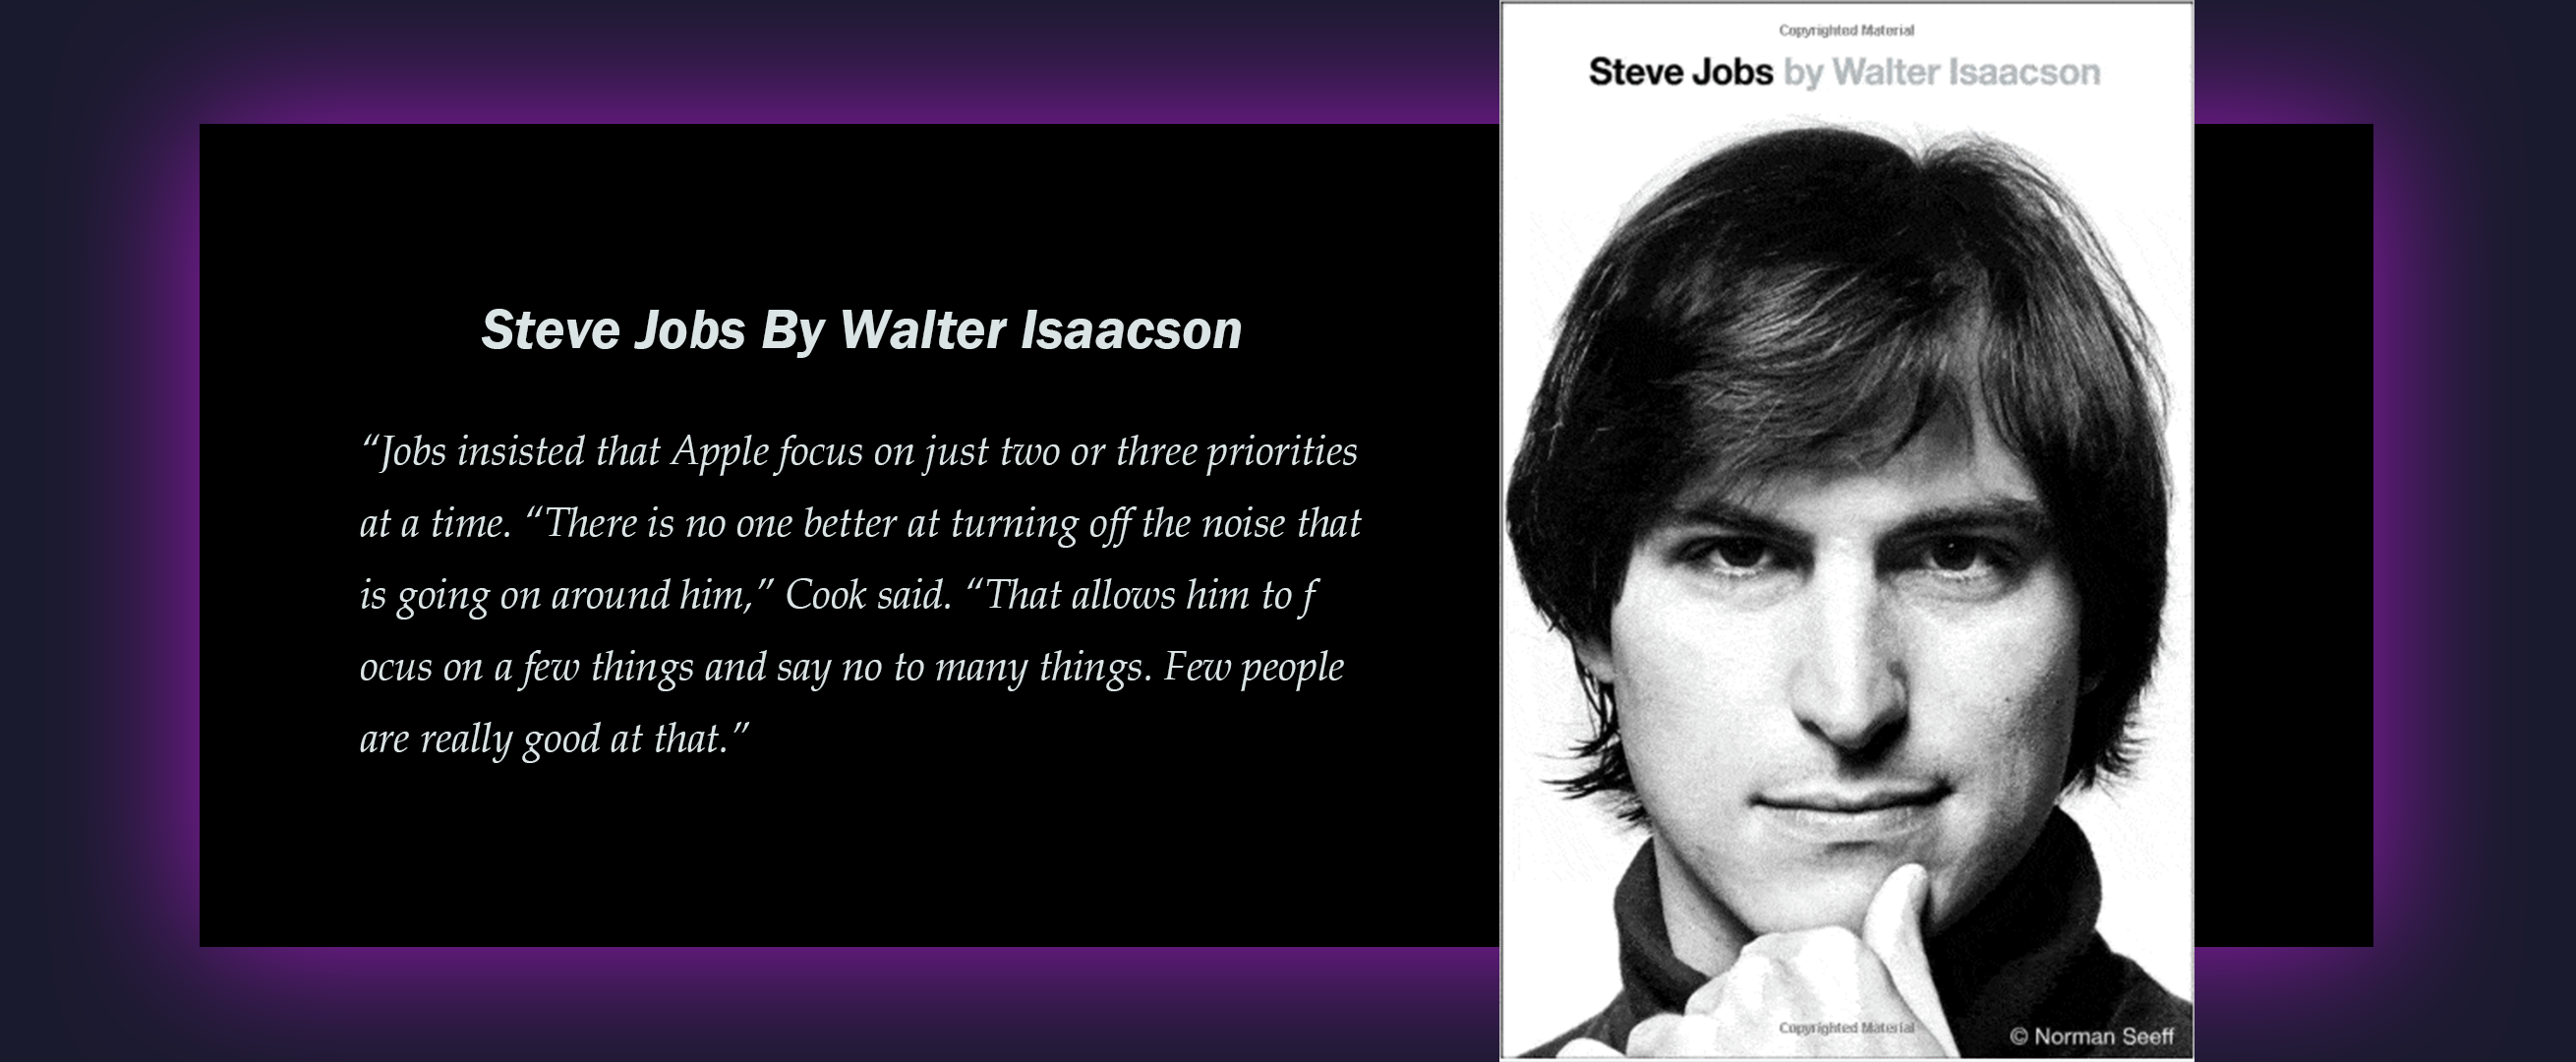 Steve Jobs By Walter Isaacson
“Jobs insisted that Apple focus on just two or three priorities
at a time. “There is no one better at turning off the noise that
is going on around him,” Cook said. “That allows him to f
ocus on a few things and say no to many things. Few people
are really good at that.”
Copyrighted Material
Steve Jobs by Walter Isaacson
Copyrighted Material
© Norman Seeff